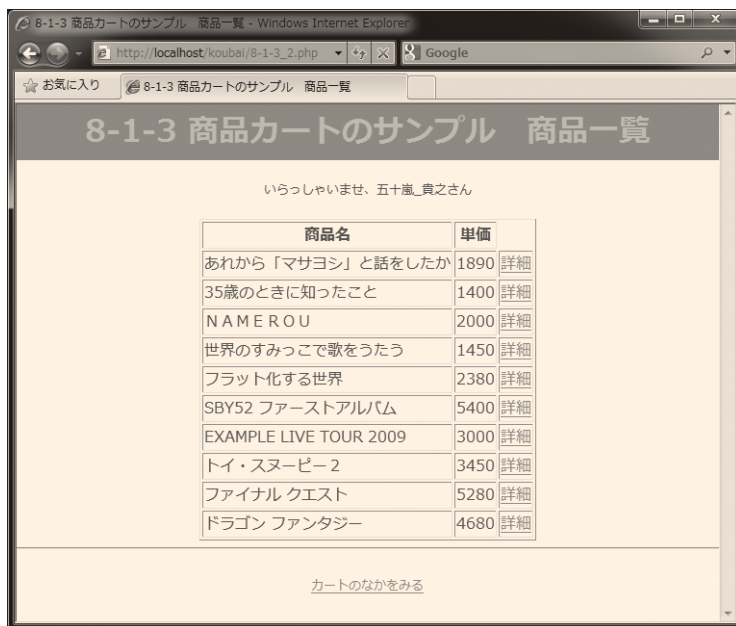 8-1-3 商品カートのサンプル　商品一覧 - Windows Internet Explorer
http://localhost/koubai/8-1-3_2.php Google
お気に入り 8-1-3 商品カートのサンプル　商品一覧
8-1-3 商品カートのサンプル　商品一覧
いらっしゃいませ、五十嵐_貴之さん
商品名 単価
あれから「マサヨシ」と話をしたか 1890 詳細
35歳のときに知ったこと 1400 詳細
ＮＡＭＥＲＯＵ 2000 詳細
世界のすみっこで歌をうたう 1450 詳細
フラット化する世界 2380 詳細
SBY52 ファーストアルバム 5400 詳細
EXAMPLE LIVE TOUR 2009 3000 詳細
トイ・スヌーピー２ 3450 詳細
ファイナル クエスト 5280 詳細
ドラゴン ファンタジー 4680 詳細
カートのなかをみる